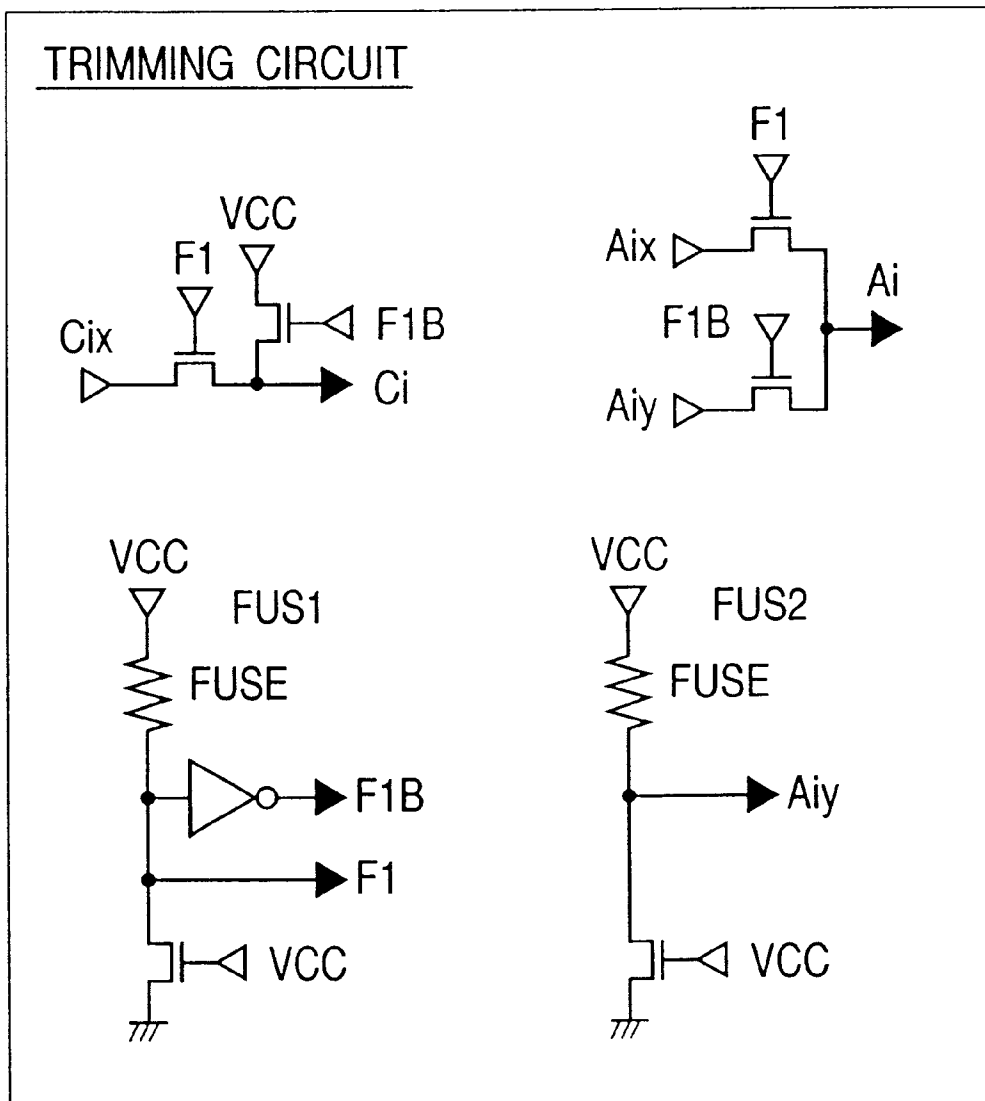 TRIMMING CIRCUIT
VCC
F1
F1B
Cix
Ci
F1
Aix
Ai
F1B
Aiy
VCC
FUS1
FUSE
F1B
F1
VCC
VCC
FUS2
FUSE
Aiy
VCC